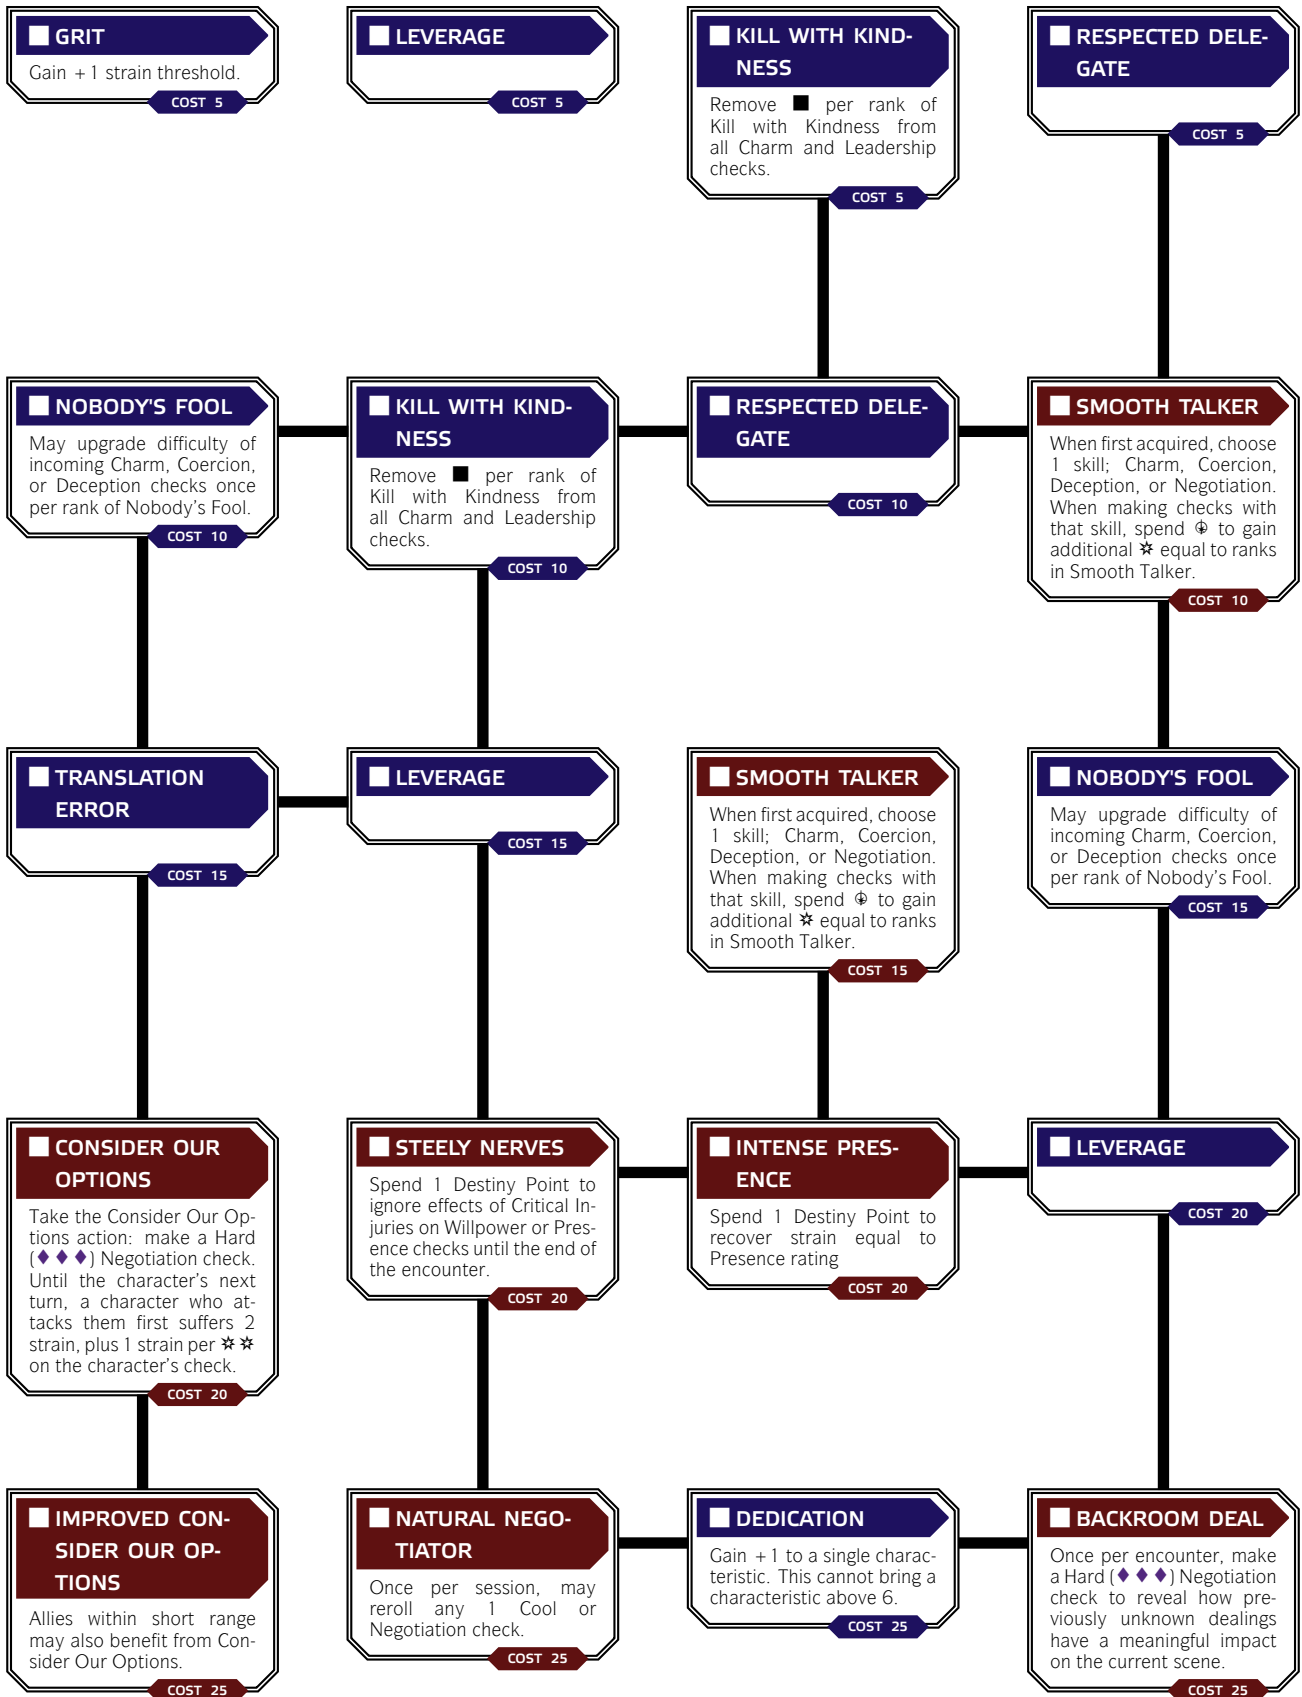 GRIT
Gain +1 strain threshold.
COST 5
LEVERAGE
COST 5
KILL WITH KIND-
NESS
Remove ■ per rank of
Kill with Kindness from
all Charm and Leadership
checks.
COST 5
RESPECTED DELE-
GATE
COST 5
NOBODY'S FOOL
May upgrade difficulty of
incoming Charm, Coercion,
or Deception checks once
per rank of Nobody's Fool.
COST 10
KILL WITH KIND-
NESS
Remove ■ per rank of
Kill with Kindness from
all Charm and Leadership
checks.
COST 10
RESPECTED DELE-
GATE
COST 10
SMOOTH TALKER
When first acquired, choose
1 skill; Charm, Coercion,
Deception, or Negotiation.
When making checks with
that skill, spend to gain
additional equal to ranks
in Smooth Talker.
COST 10
TRANSLATION
ERROR
COST 15
LEVERAGE
COST 15
SMOOTH TALKER
When first acquired, choose
1 skill; Charm, Coercion,
Deception, or Negotiation.
When making checks with
that skill, spend to gain
additional equal to ranks
in Smooth Talker.
COST 15
NOBODY'S FOOL
May upgrade difficulty of
incoming Charm, Coercion,
or Deception checks once
per rank of Nobody's Fool.
COST 15
CONSIDER OUR
OPTIONS
Take the Consider Our Op-
tions action: make a Hard
(♦ ♦ ♦) Negotiation check.
Until the character's next
turn, a character who at-
tacks them first suffers 2
strain, plus 1 strain per
on the character's check.
COST 20
STEELY NERVES
Spend 1 Destiny Point to
ignore effects of Critical In-
juries on Willpower or Pres-
ence checks until the end of
the encounter.
COST 20
INTENSE PRES-
ENCE
Spend 1 Destiny Point to
recover strain equal to
Presence rating
COST 20
LEVERAGE
COST 20
IMPROVED CON-
SIDER OUR OP-
TIONS
Allies within short range
may also benefit from Con-
sider Our Options.
COST 25
NATURAL NEGO-
TIATOR
Once per session, may
reroll any 1 Cool or
Negotiation check.
COST 25
DEDICATION
Gain +1 to a single charac-
teristic. This cannot bring a
characteristic above 6.
COST 25
BACKROOM DEAL
Once per encounter, make
a Hard (♦ ♦ ♦) Negotiation
check to reveal how pre-
viously unknown dealings
have a meaningful impact
on the current scene.
COST 25